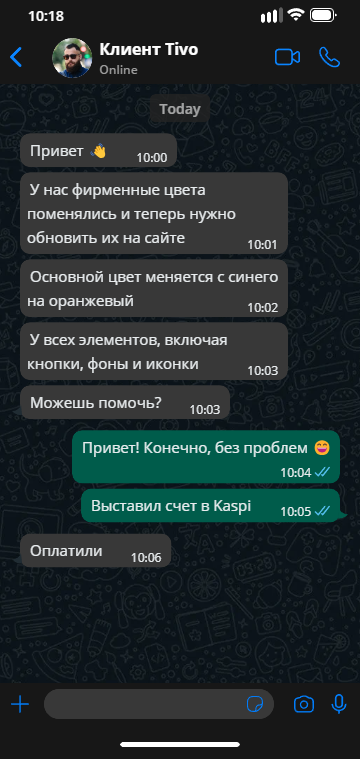 10:18
Клиент Tivo
Online
Today
Привет 👋 10:00
У нас фирменные цвета
поменялись и теперь нужно
обновить их на сайте 10:01
Основной цвет меняется с синего
на оранжевый 10:02
У всех элементов, включая
кнопки, фоны и иконки 10:03
Можешь помочь? 10:03
Привет! Конечно, без проблем 😄
10:04
Выставил счет в Kaspi 10:05
Оплатили 10:06